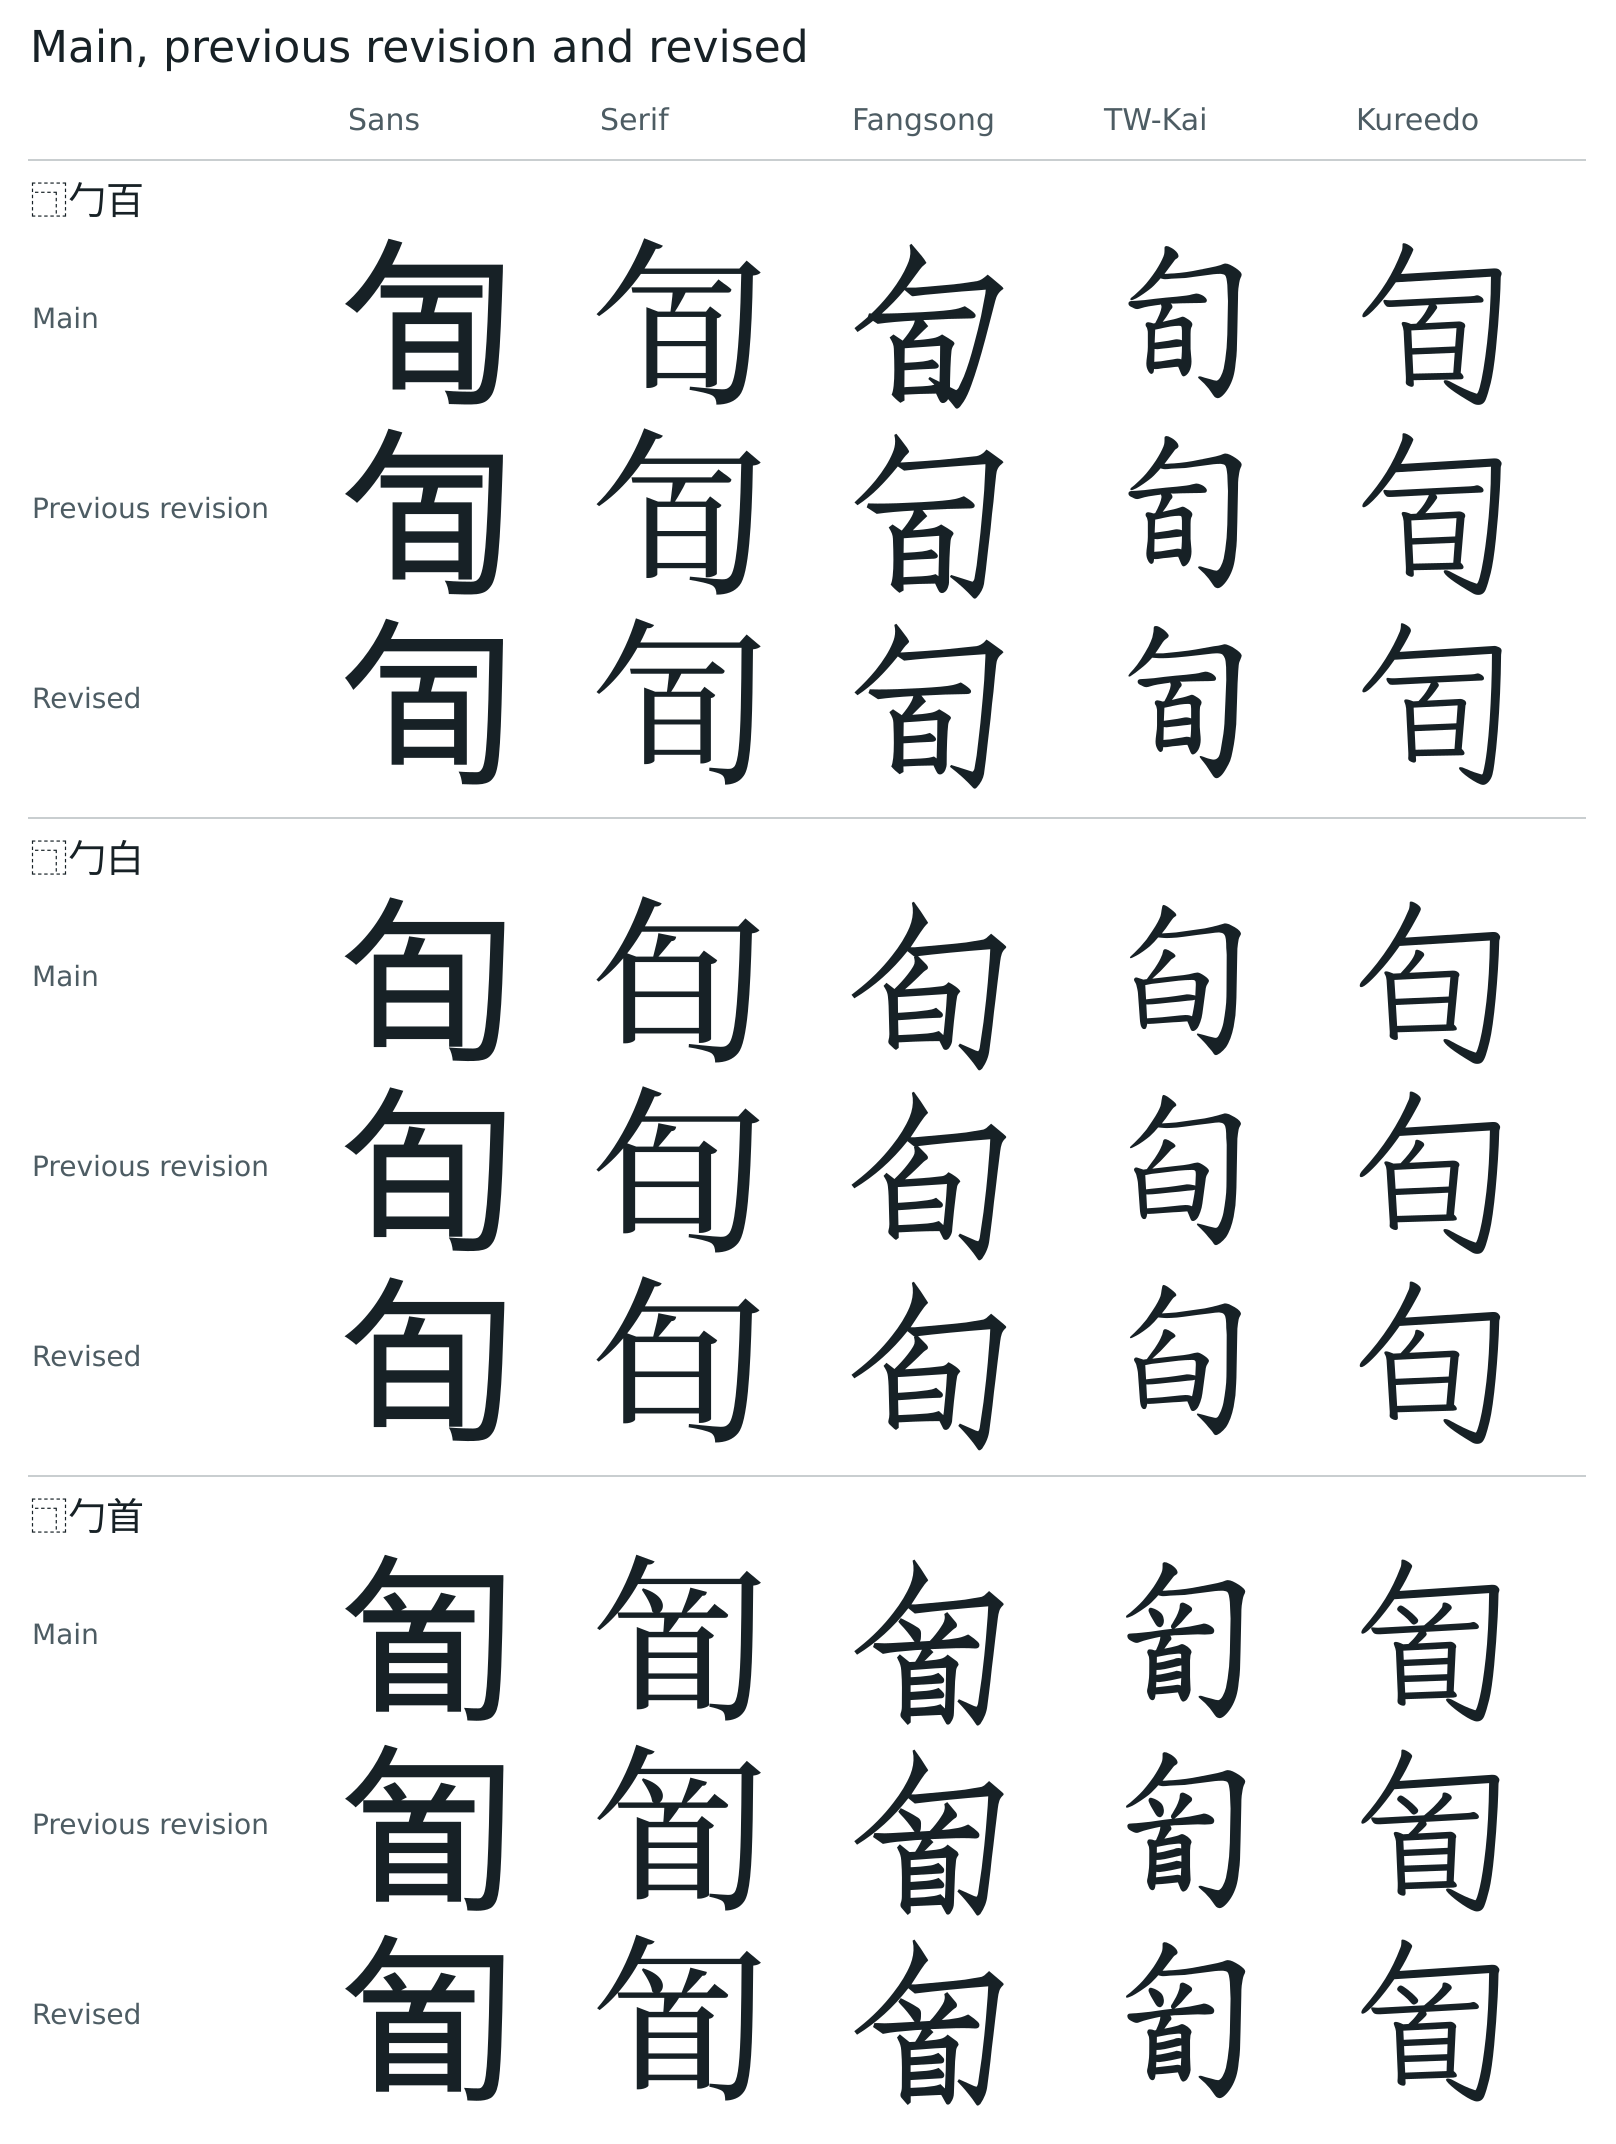 Main, previous revision and revised
Sans Serif Fangsong TW-Kai Kureedo
⿹勹百
Main
Previous revision
Revised
⿹勹白
Main
Previous revision
Revised
⿹勹首
Main
Previous revision
Revised